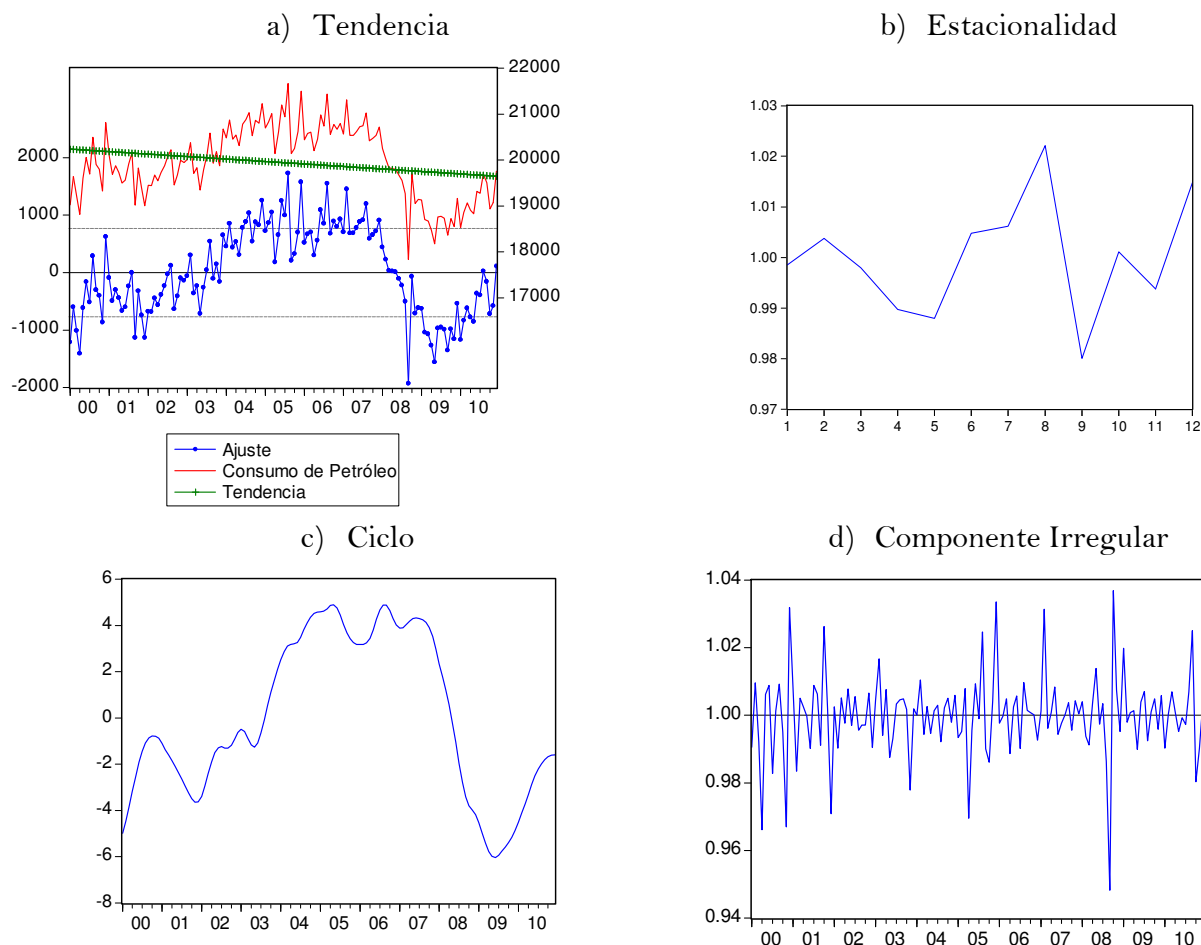 a) Tendencia
22000
21000
20000
19000
18000
17000
2000
1000
0
-1000
-2000
00 01 02 03 04 05 06 07 08 09 10
Ajuste
Consumo de Petróleo
Tendencia
b) Estacionalidad
1.03
1.02
1.01
1.00
0.99
0.98
0.97
1 2 3 4 5 6 7 8 9 10 11 12
c) Ciclo
6
4
2
0
-2
-4
-6
-8
00 01 02 03 04 05 06 07 08 09 10
d) Componente Irregular
1.04
1.02
1.00
0.98
0.96
0.94
00 01 02 03 04 05 06 07 08 09 10